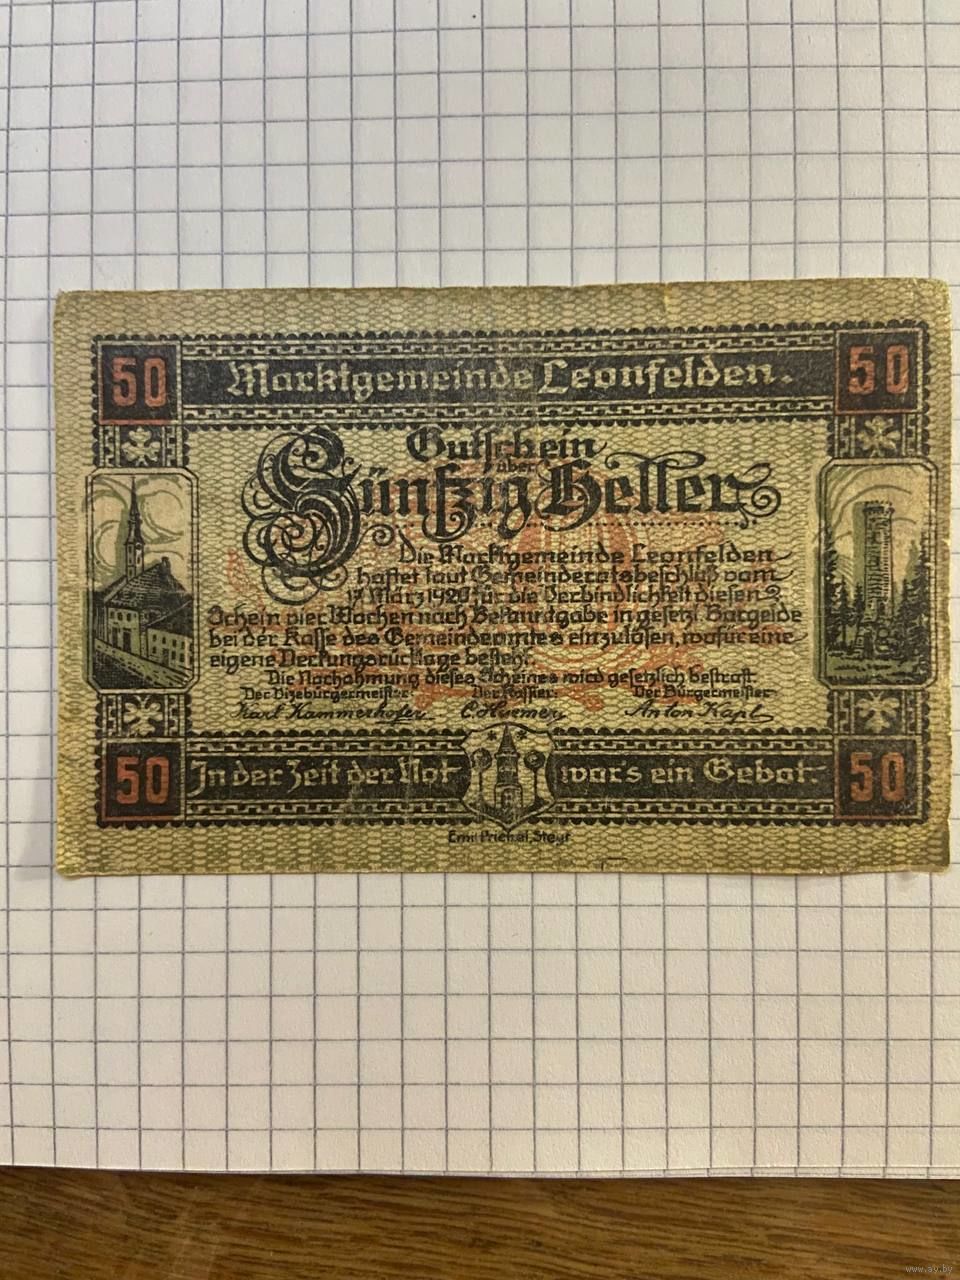 50 Marktgemeinde Leonfelden. 50
Gutschein
über
Fünfzig Heller
Die Marktgemeinde Leonfelden
haftet laut Gemeinderatsbeschluß vom
17. März 1920 für die Verbindlichkeit dieses
Schein vier Wochen nach Bekanntgabe in gesetzl. Bargelde
bei der Kasse des Gemeindeamtes einzulösen, wofür eine
eigene Deckungsrücklage besteht.
Die Nachahmung dieses Scheines wird gesetzlich bestraft.
Der Vizebürgermeister: Der Kassier: Der Bürgermeister:
Karl Kammerhofer Anton Kapl
50 In der Zeit der Not war's ein Gebot. 50
Emil Prietzel, Steyr.
www.ay.by